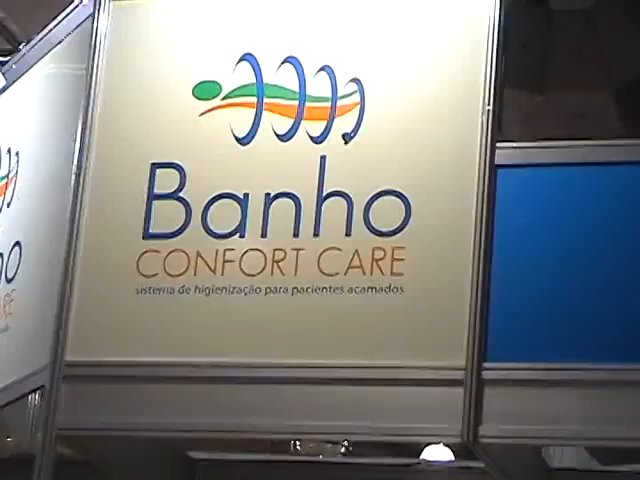 Banho
CONFORT CARE
sistema de higienização para pacientes acamados